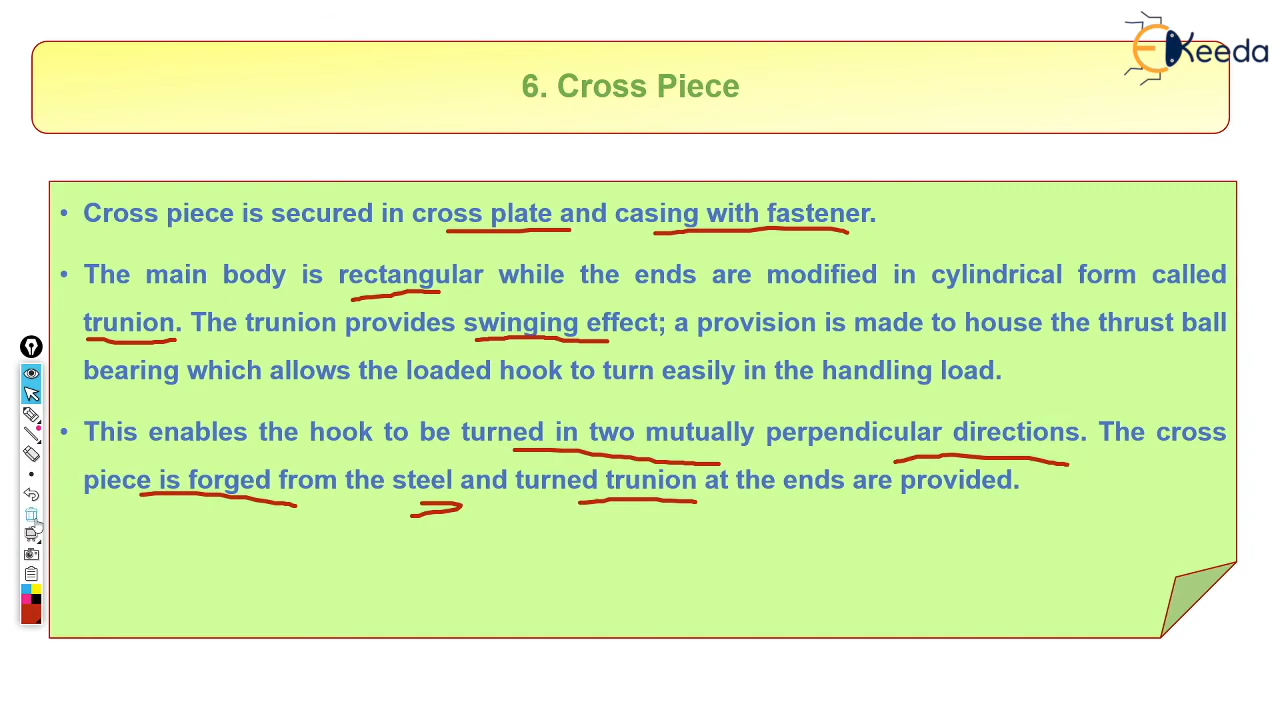 EKeeda
6. Cross Piece
• Cross piece is secured in cross plate and casing with fastener.
• The main body is rectangular while the ends are modified in cylindrical form called
trunion. The trunion provides swinging effect; a provision is made to house the thrust ball
bearing which allows the loaded hook to turn easily in the handling load.
• This enables the hook to be turned in two mutually perpendicular directions. The cross
piece is forged from the steel and turned trunion at the ends are provided.